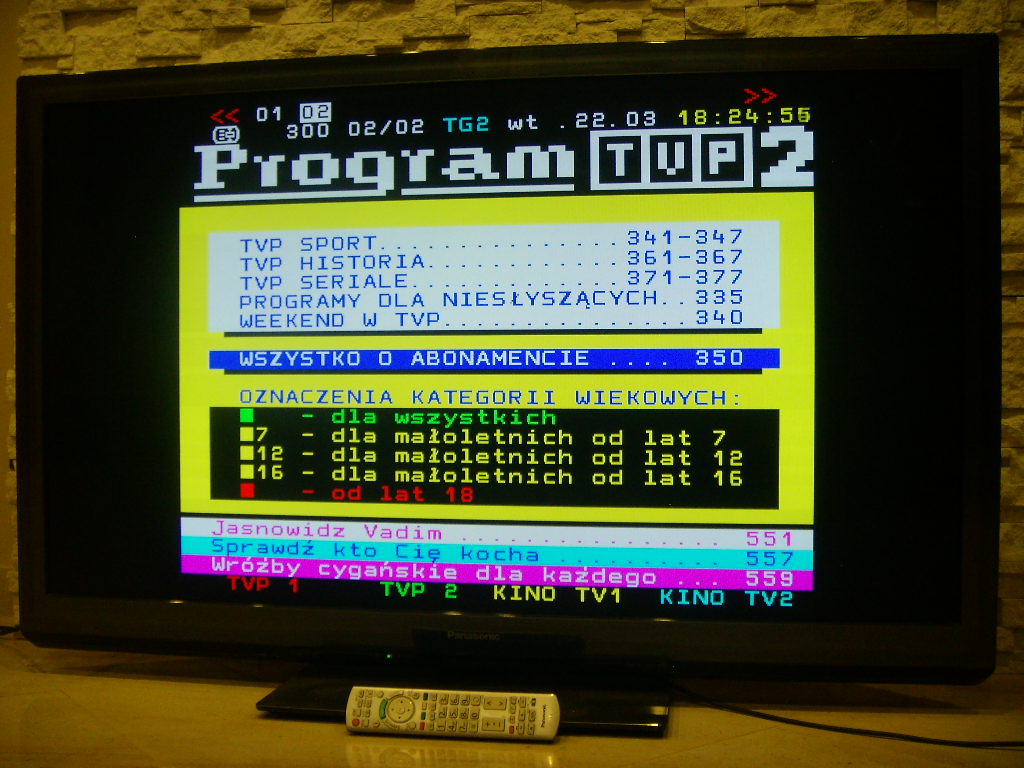 << 01 02 >>
300 02/02 TG2 wt .22.03 18:24:56
Program TVP 2
TVP SPORT................341-347
TVP HISTORIA.............361-367
TVP SERIALE..............371-377
PROGRAMY DLA NIESŁYSZĄCYCH..335
WEEKEND W TVP................340
WSZYSTKO O ABONAMENCIE .... 350
OZNACZENIA KATEGORII WIEKOWYCH:
- dla wszystkich
7 - dla małoletnich od lat 7
12 - dla małoletnich od lat 12
16 - dla małoletnich od lat 16
- od lat 18
Jasnowidz Vadim ................. 551
Sprawdź kto Cię kocha ........... 557
Wróżby cygańskie dla każdego ... 559
TVP 1 TVP 2 KINO TV1 KINO TV2
Panasonic
Panasonic